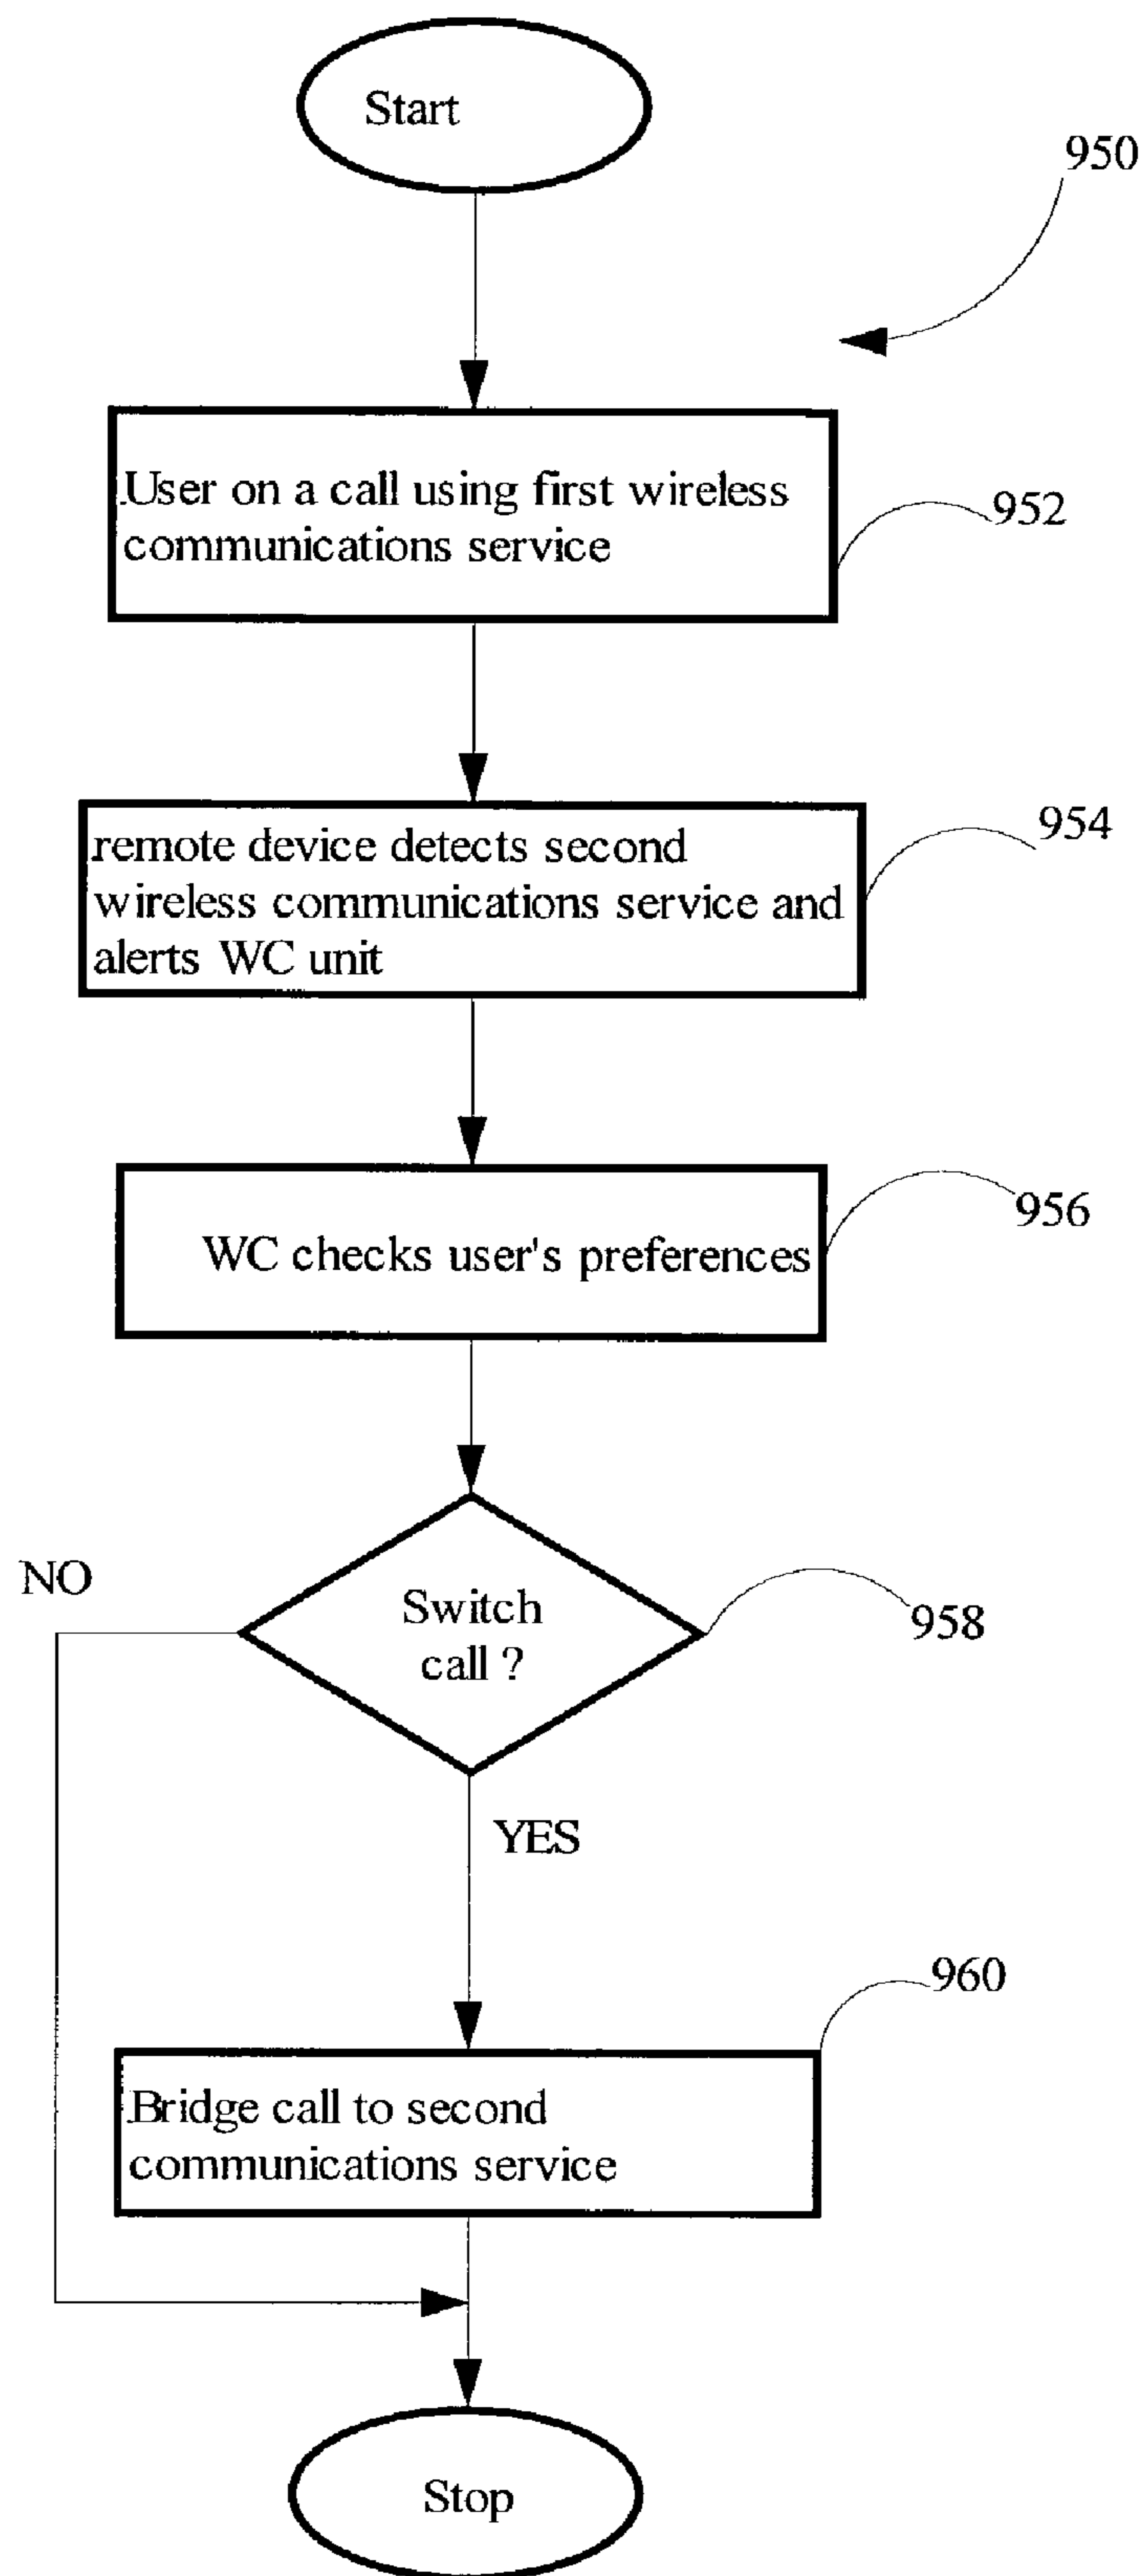 Start
950
User on a call using first wireless
communications service
952
remote device detects second
wireless communications service and
alerts WC unit
954
WC checks user's preferences
956
NO
Switch
call ?
958
YES
960
Bridge call to second
communications service
Stop